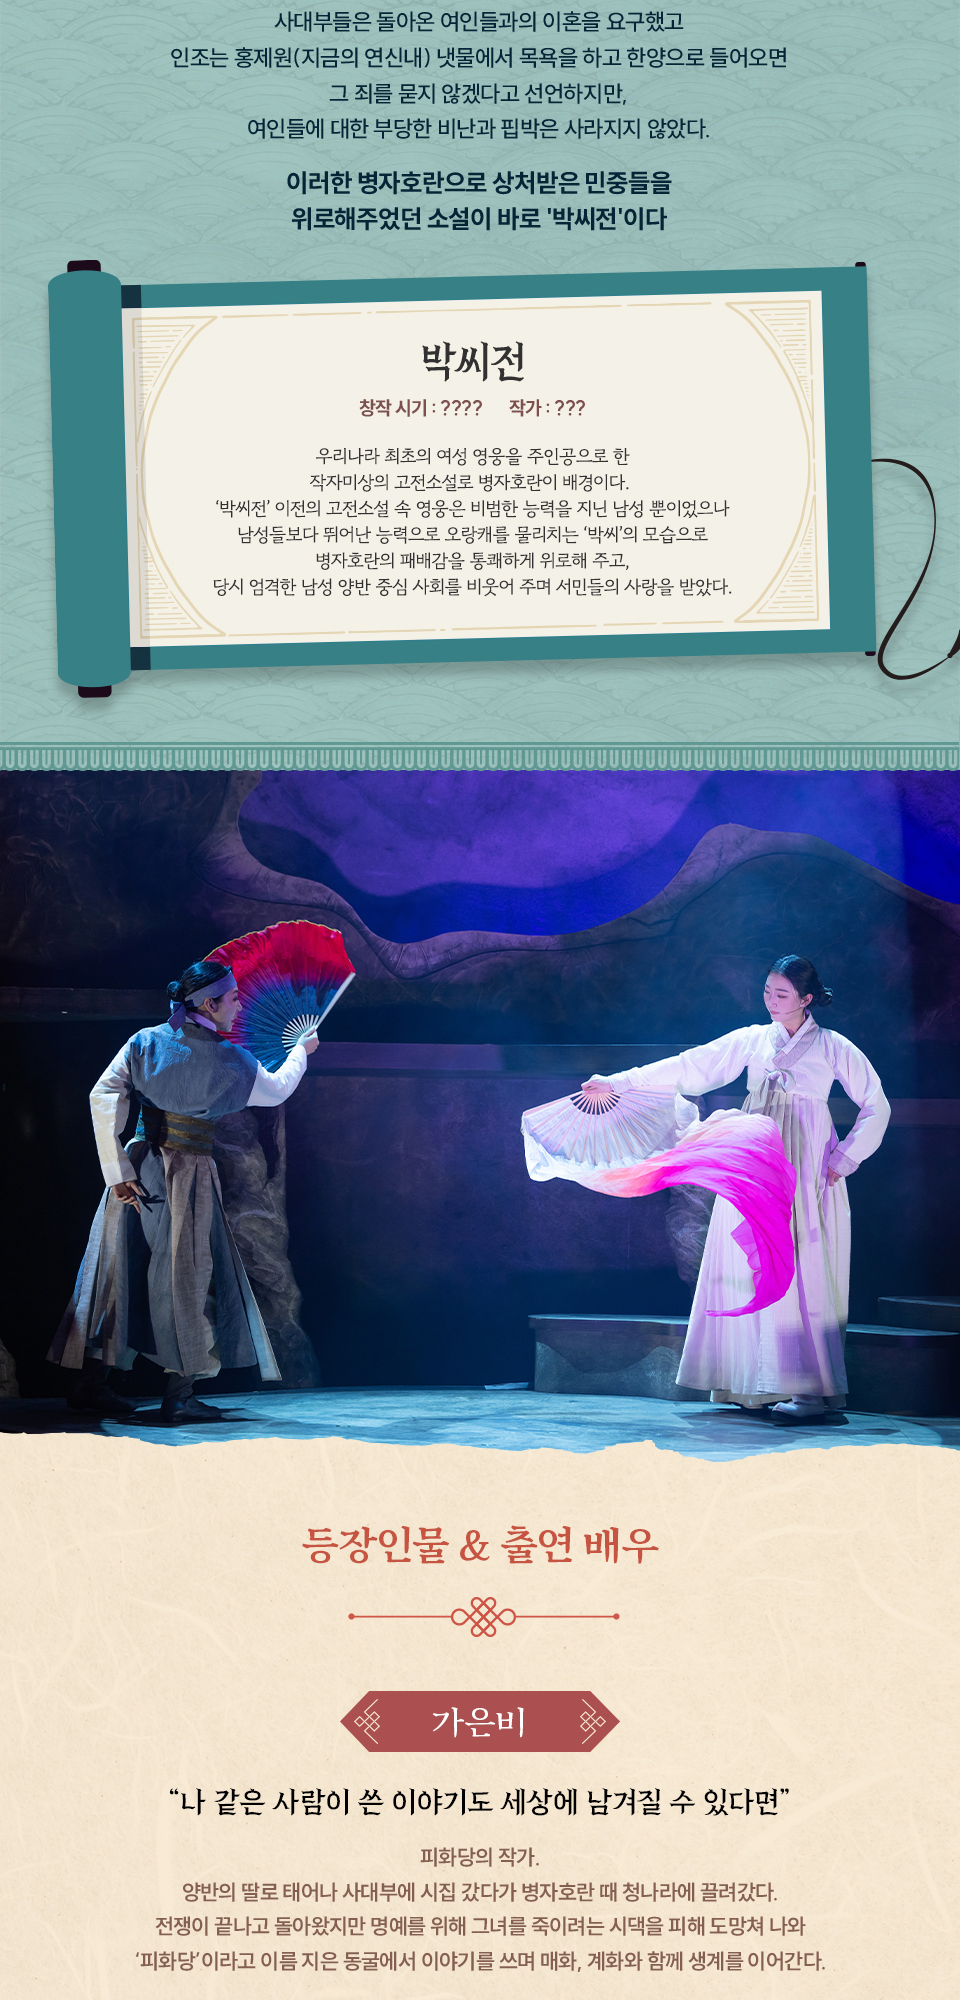 사대부들은 돌아온 여인들과의 이혼을 요구했고
인조는 홍제원(지금의 연신내) 냇물에서 목욕을 하고 한양으로 들어오면
그 죄를 묻지 않겠다고 선언하지만,
여인들에 대한 부당한 비난과 핍박은 사라지지 않았다.
이러한 병자호란으로 상처받은 민중들을
위로해주었던 소설이 바로 '박씨전'이다
박씨전
창작 시기 : ???? 작가 : ???
우리나라 최초의 여성 영웅을 주인공으로 한
작자미상의 고전소설로 병자호란이 배경이다.
‘박씨전’ 이전의 고전소설 속 영웅은 비범한 능력을 지닌 남성 뿐이었으나
남성들보다 뛰어난 능력으로 오랑캐를 물리치는 ‘박씨’의 모습으로
병자호란의 패배감을 통쾌하게 위로해 주고,
당시 엄격한 남성 양반 중심 사회를 비웃어 주며 서민들의 사랑을 받았다.
등장인물 & 출연 배우
가은비
“나 같은 사람이 쓴 이야기도 세상에 남겨질 수 있다면”
피화당의 작가.
양반의 딸로 태어나 사대부에 시집 갔다가 병자호란 때 청나라에 끌려갔다.
전쟁이 끝나고 돌아왔지만 명예를 위해 그녀를 죽이려는 시댁을 피해 도망쳐 나와
‘피화당’이라고 이름 지은 동굴에서 이야기를 쓰며 매화, 계화와 함께 생계를 이어간다.